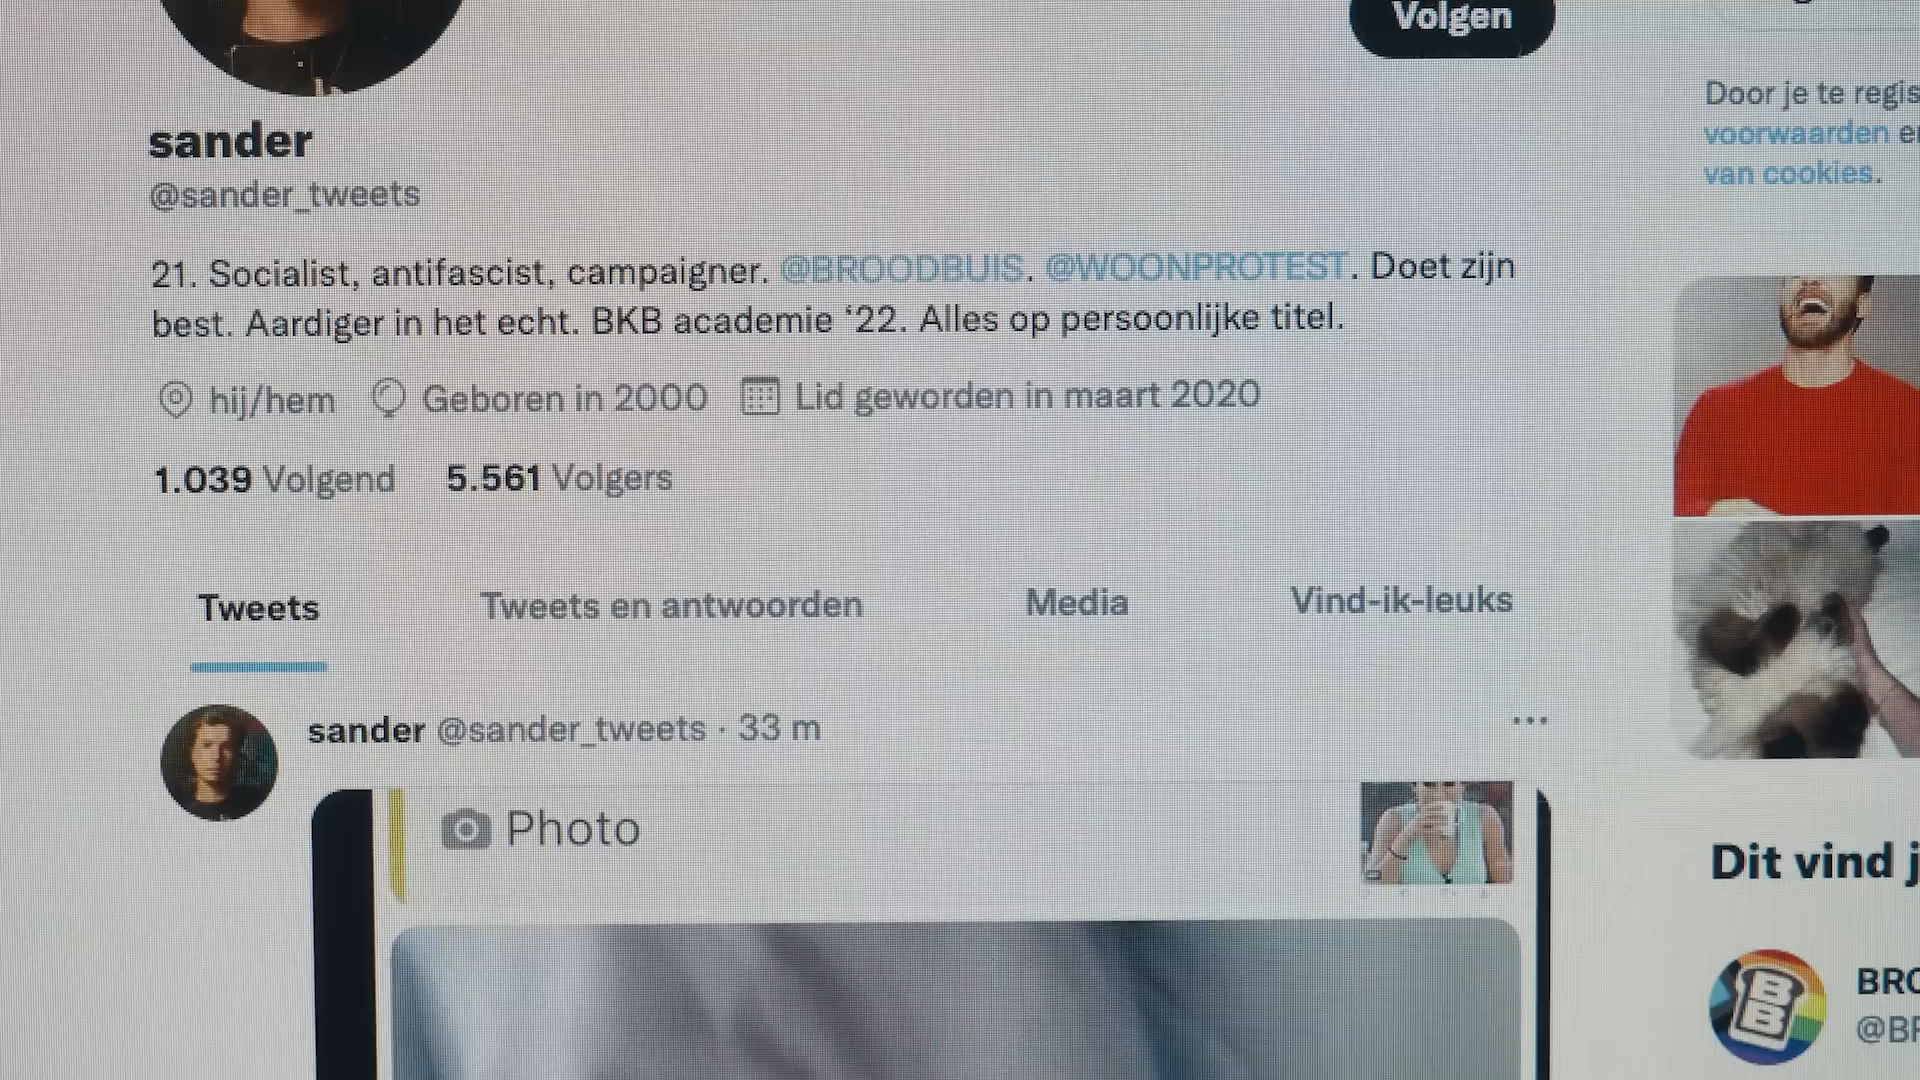 Volgen
sander
@sander_tweets
21. Socialist, antifascist, campaigner. @BROODBUIS. @WOONPROTEST. Doet zijn
best. Aardiger in het echt. BKB academie ‘22. Alles op persoonlijke titel.
hij/hem Geboren in 2000 Lid geworden in maart 2020
1.039 Volgend 5.561 Volgers
Tweets Tweets en antwoorden Media Vind-ik-leuks
sander @sander_tweets · 33 m
Photo
Door je te regis
voorwaarden e
van cookies.
Dit vind j
BB
BRO
@BR